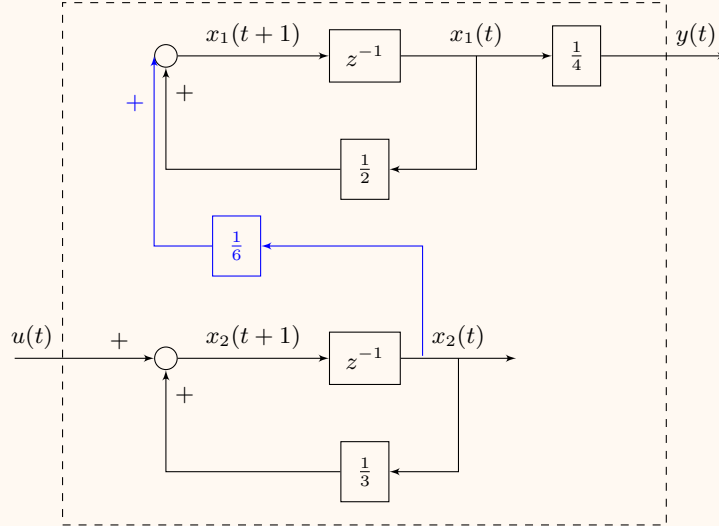 x₁(t+1) x₁(t) y(t)
z⁻¹ 1/4
+ +
1/2
1/6
u(t) + x₂(t+1) x₂(t)
z⁻¹
+
1/3